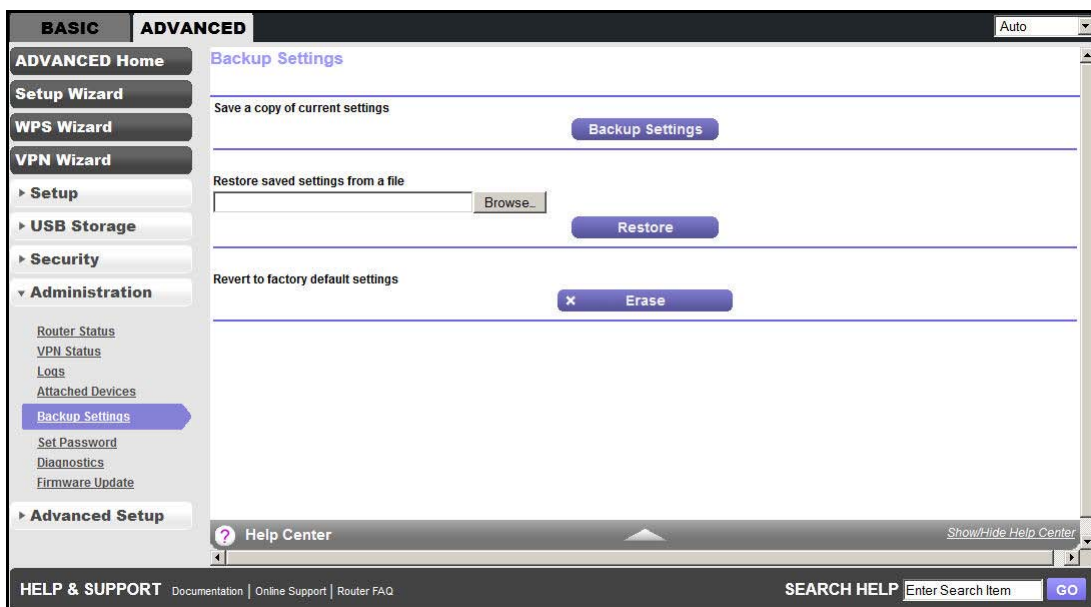 BASIC ADVANCED Auto
ADVANCED Home
Setup Wizard
WPS Wizard
VPN Wizard
Setup
USB Storage
Security
Administration
Router Status
VPN Status
Logs
Attached Devices
Backup Settings
Set Password
Diagnostics
Firmware Update
Advanced Setup
Backup Settings
Save a copy of current settings
Backup Settings
Restore saved settings from a file
Browse...
Restore
Revert to factory default settings
× Erase
? Help Center Show/Hide Help Center
HELP & SUPPORT Documentation | Online Support | Router FAQ SEARCH HELP Enter Search Item GO